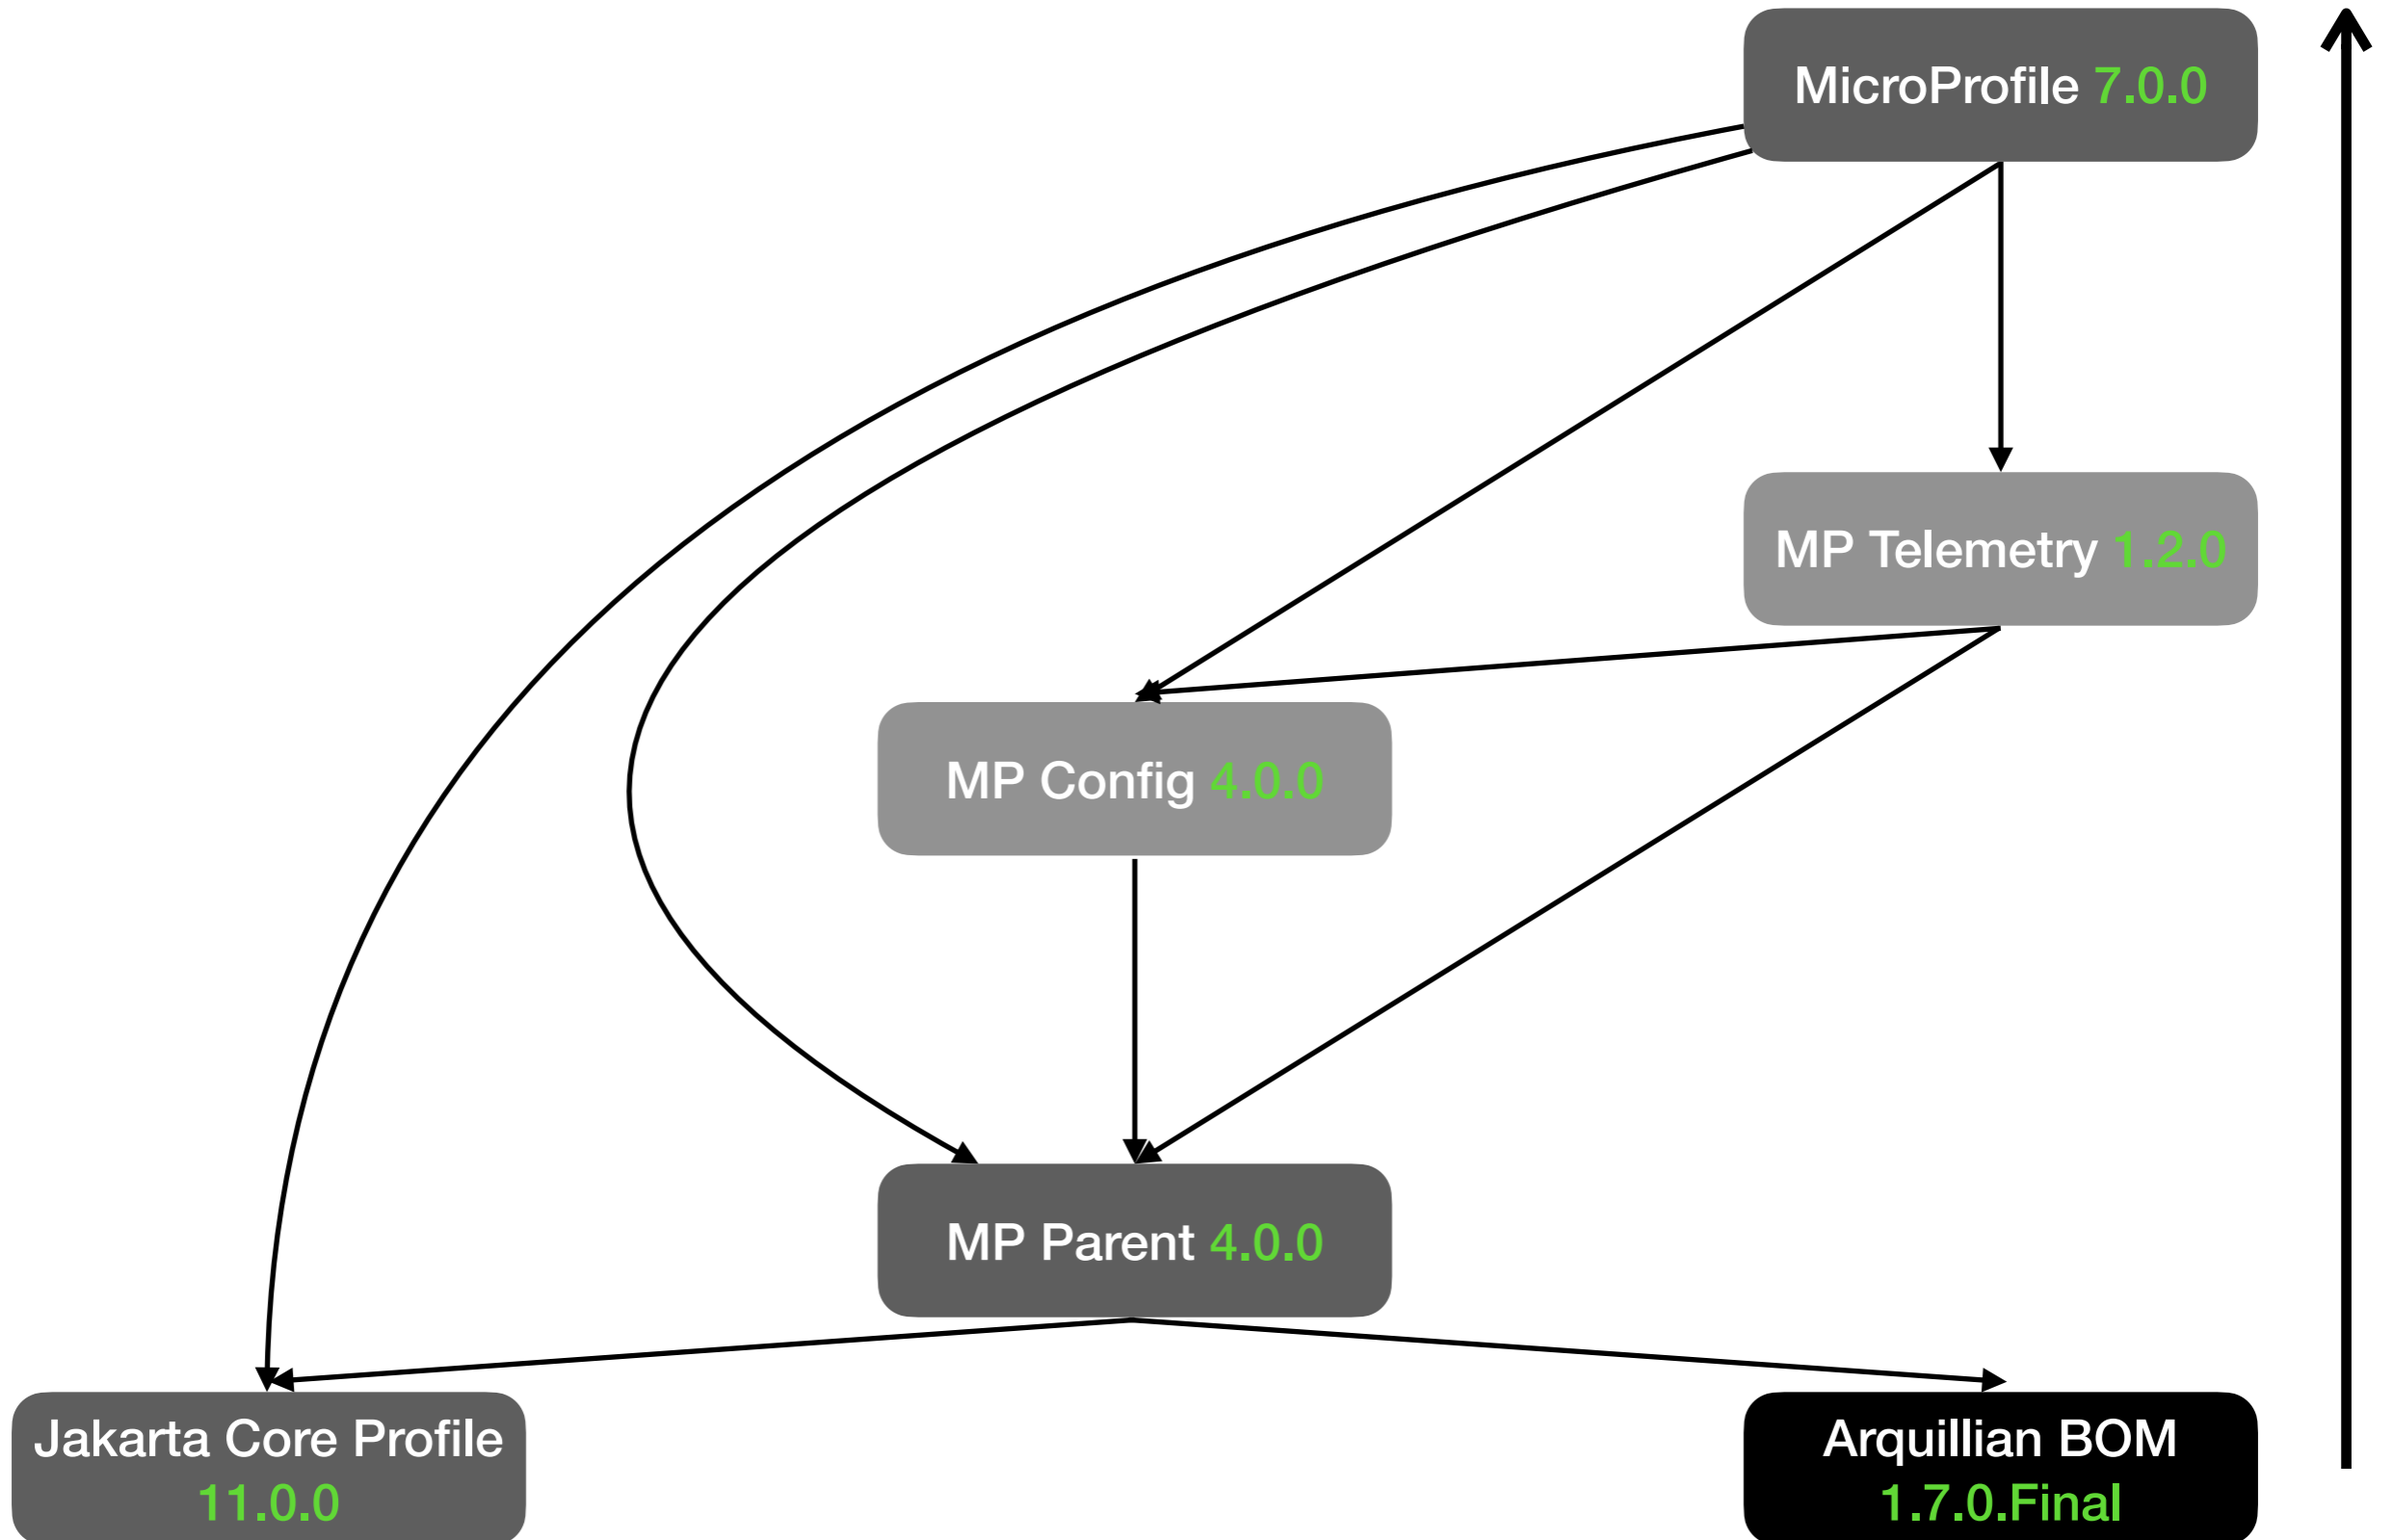 MicroProfile 7.0.0
MP Telemetry 1.2.0
MP Config 4.0.0
MP Parent 4.0.0
Jakarta Core Profile
11.0.0
Arquillian BOM
1.7.0.Final